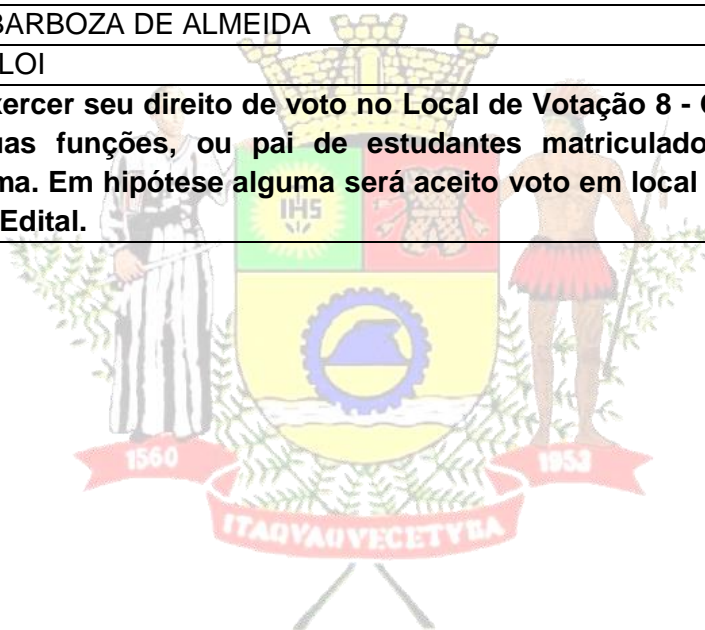 BARBOZA DE ALMEIDA
LOI
xercer seu direito de voto no Local de Votação 8 -
uas funções, ou pai de estudantes matriculado
ma. Em hipótese alguma será aceito voto em local
Edital.
IHS
1560
1953
ITAQVAQVECETVBA